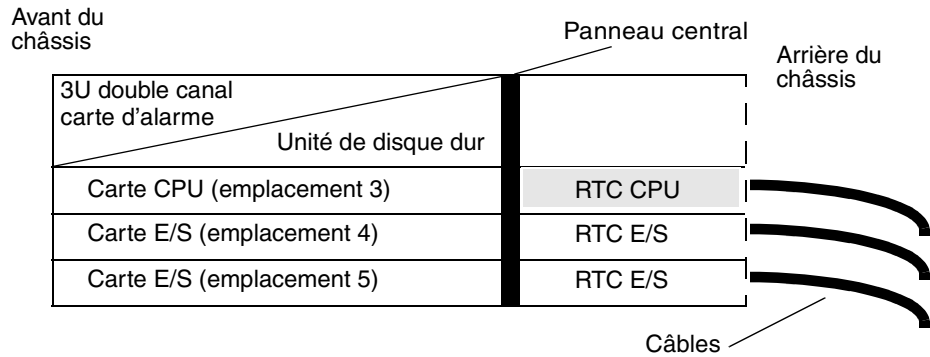 Avant du
châssis
Panneau central
Arrière du
châssis
3U double canal
carte d'alarme
Unité de disque dur
Carte CPU (emplacement 3)
RTC CPU
Carte E/S (emplacement 4)
RTC E/S
Carte E/S (emplacement 5)
RTC E/S
Câbles